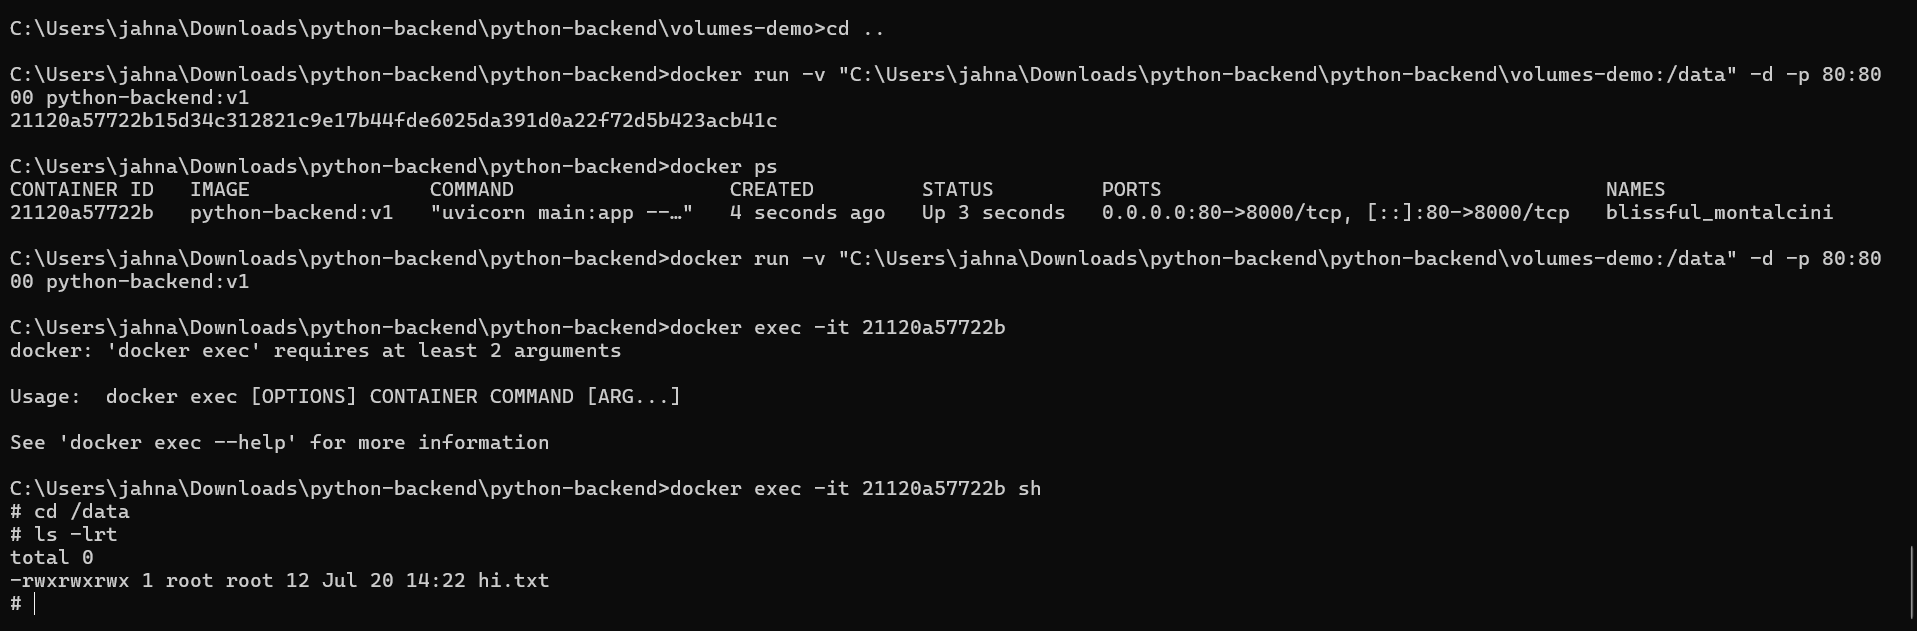 C:\Users\jahna\Downloads\python-backend\python-backend\volumes-demo>cd ..
C:\Users\jahna\Downloads\python-backend\python-backend>docker run -v "C:\Users\jahna\Downloads\python-backend\python-backend\volumes-demo:/data" -d -p 80:80
00 python-backend:v1
21120a57722b15d34c312821c9e17b44fde6025da391d0a22f72d5b423acb41c
C:\Users\jahna\Downloads\python-backend\python-backend>docker ps
CONTAINER ID   IMAGE               COMMAND                  CREATED         STATUS         PORTS                                     NAMES
21120a57722b   python-backend:v1   "uvicorn main:app --…"   4 seconds ago   Up 3 seconds   0.0.0.0:80->8000/tcp, [::]:80->8000/tcp   blissful_montalcini
C:\Users\jahna\Downloads\python-backend\python-backend>docker run -v "C:\Users\jahna\Downloads\python-backend\python-backend\volumes-demo:/data" -d -p 80:80
00 python-backend:v1
C:\Users\jahna\Downloads\python-backend\python-backend>docker exec -it 21120a57722b
docker: 'docker exec' requires at least 2 arguments
Usage:  docker exec [OPTIONS] CONTAINER COMMAND [ARG...]
See 'docker exec --help' for more information
C:\Users\jahna\Downloads\python-backend\python-backend>docker exec -it 21120a57722b sh
# cd /data
# ls -lrt
total 0
-rwxrwxrwx 1 root root 12 Jul 20 14:22 hi.txt
#